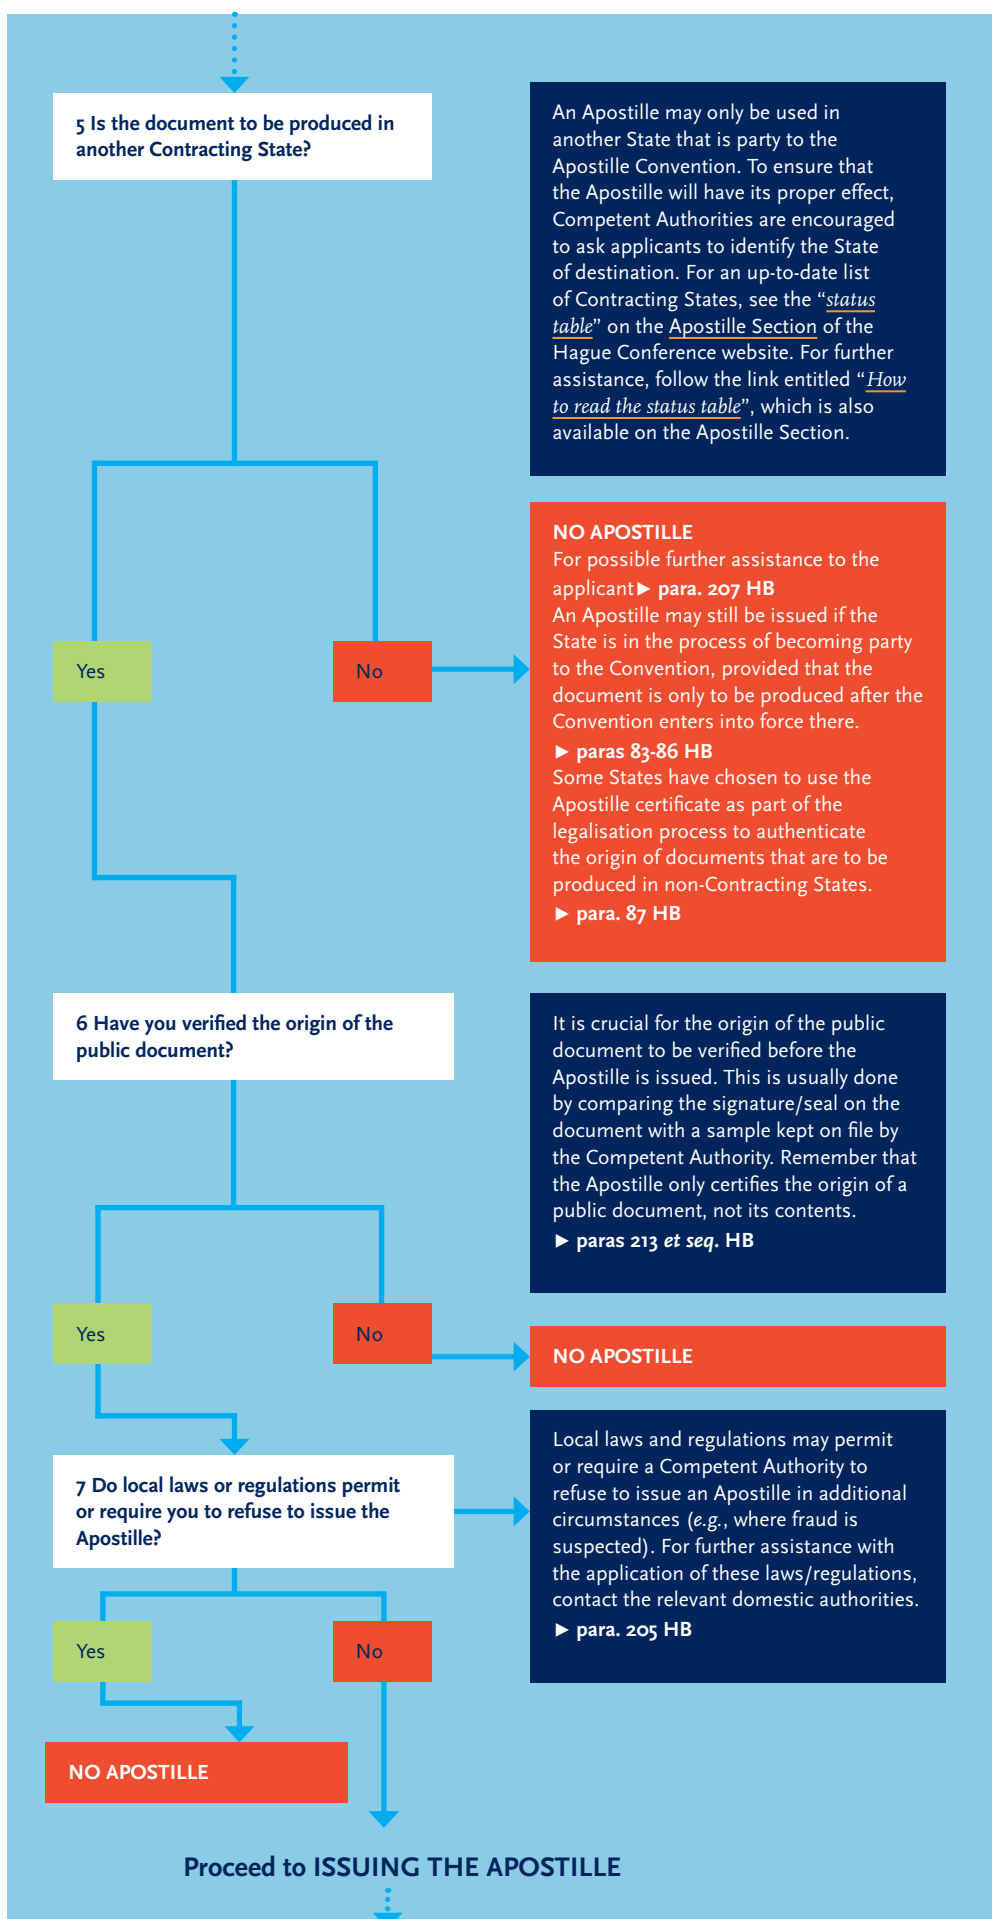 5 Is the document to be produced in
another Contracting State?
An Apostille may only be used in
another State that is party to the
Apostille Convention. To ensure that
the Apostille will have its proper effect,
Competent Authorities are encouraged
to ask applicants to identify the State
of destination. For an up-to-date list
of Contracting States, see the “status
table” on the Apostille Section of the
Hague Conference website. For further
assistance, follow the link entitled “How
to read the status table”, which is also
available on the Apostille Section.
Yes
No
NO APOSTILLE
For possible further assistance to the
applicant► para. 207 HB
An Apostille may still be issued if the
State is in the process of becoming party
to the Convention, provided that the
document is only to be produced after the
Convention enters into force there.
► paras 83-86 HB
Some States have chosen to use the
Apostille certificate as part of the
legalisation process to authenticate
the origin of documents that are to be
produced in non-Contracting States.
► para. 87 HB
6 Have you verified the origin of the
public document?
It is crucial for the origin of the public
document to be verified before the
Apostille is issued. This is usually done
by comparing the signature/seal on the
document with a sample kept on file by
the Competent Authority. Remember that
the Apostille only certifies the origin of a
public document, not its contents.
► paras 213 et seq. HB
Yes
No
NO APOSTILLE
7 Do local laws or regulations permit
or require you to refuse to issue the
Apostille?
Local laws and regulations may permit
or require a Competent Authority to
refuse to issue an Apostille in additional
circumstances (e.g., where fraud is
suspected). For further assistance with
the application of these laws/regulations,
contact the relevant domestic authorities.
► para. 205 HB
Yes
No
NO APOSTILLE
Proceed to ISSUING THE APOSTILLE